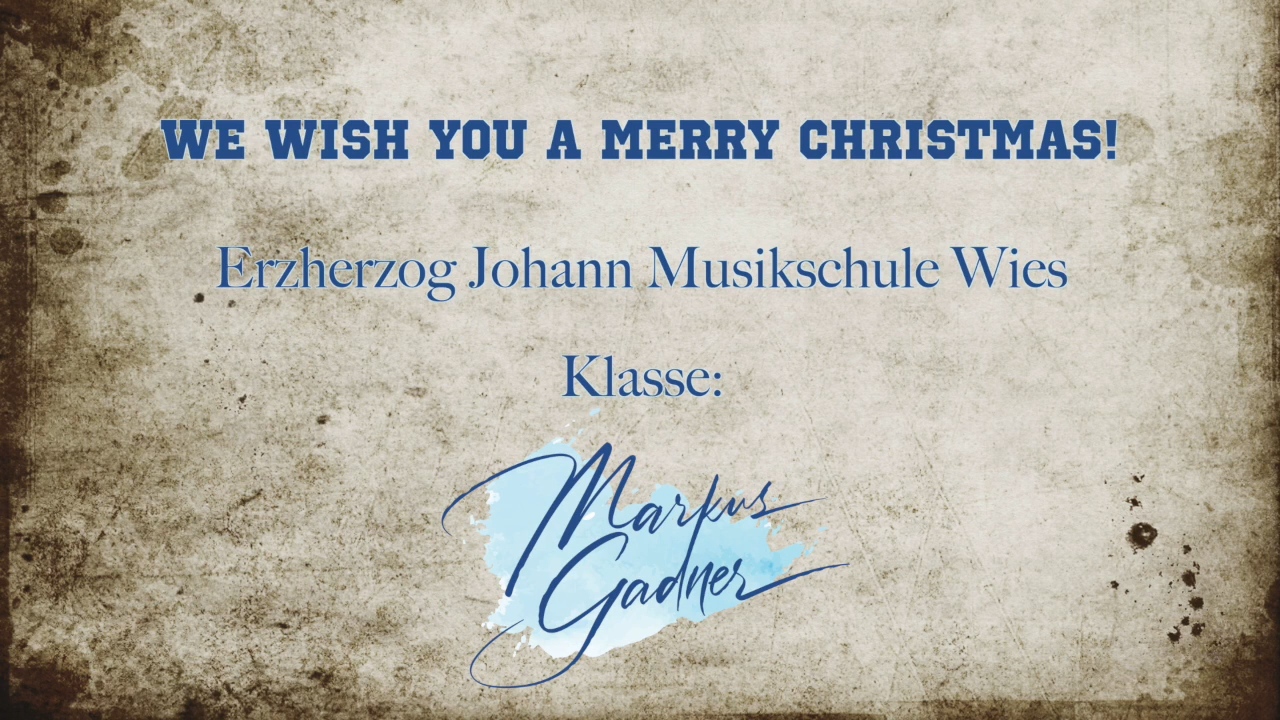 WE WISH YOU A MERRY CHRISTMAS!
Erzherzog Johann Musikschule Wies
Klasse:
Markus
Gadner